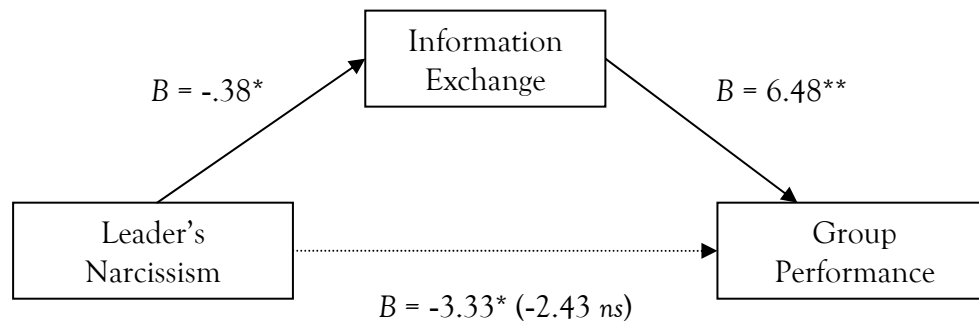 Information
Exchange
B = -.38*
B = 6.48**
Leader's
Narcissism
Group
Performance
B = -3.33* (-2.43 ns)